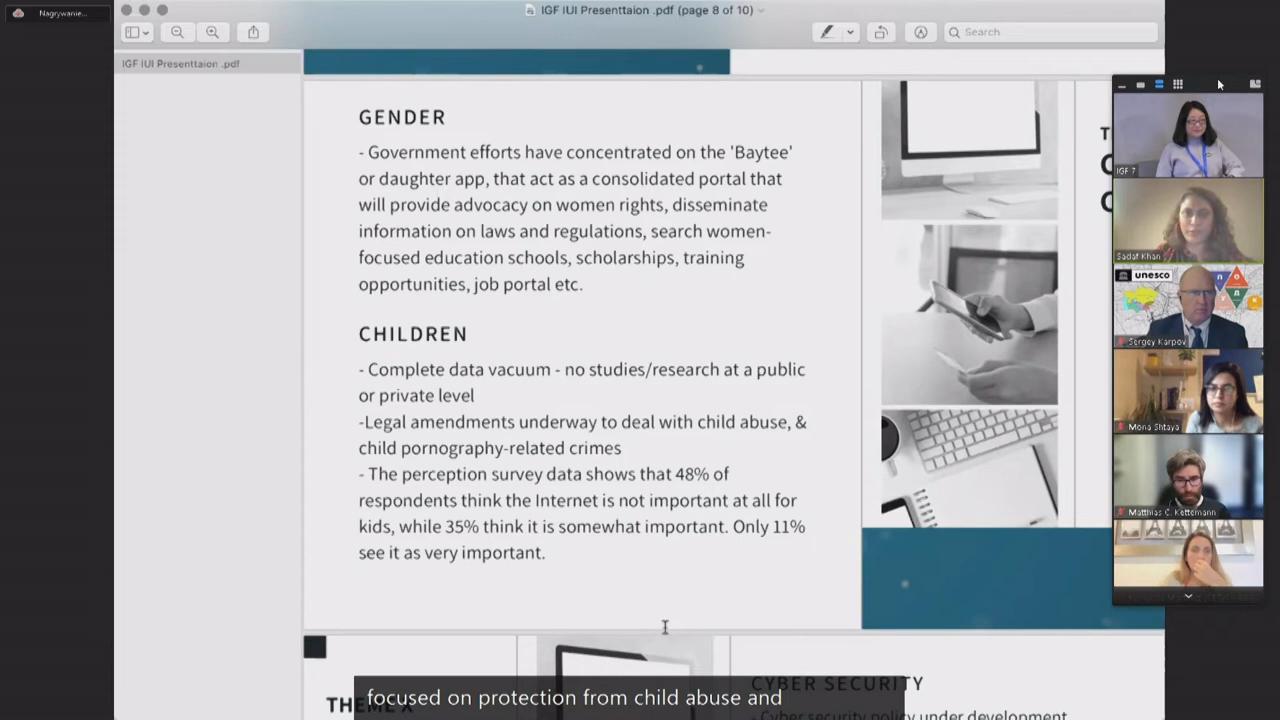 Nagrywanie...
IGF IUI Presenttaion .pdf (page 8 of 10)
Search
IGF IUI Presenttaion .pdf
GENDER
- Government efforts have concentrated on the 'Baytee'
or daughter app, that act as a consolidated portal that
will provide advocacy on women rights, disseminate
information on laws and regulations, search women-
focused education schools, scholarships, training
opportunities, job portal etc.
CHILDREN
- Complete data vacuum - no studies/research at a public
or private level
-Legal amendments underway to deal with child abuse, &
child pornography-related crimes
- The perception survey data shows that 48% of
respondents think the Internet is not important at all for
kids, while 35% think it is somewhat important. Only 11%
see it as very important.
IGF 7
Sadaf Khan
unesco
Sergey Karpov
Mona Shtaya
Matthias C. Kettemann
CYBER SECURITY
- Cyber security policy under development
THEME X
focused on protection from child abuse and